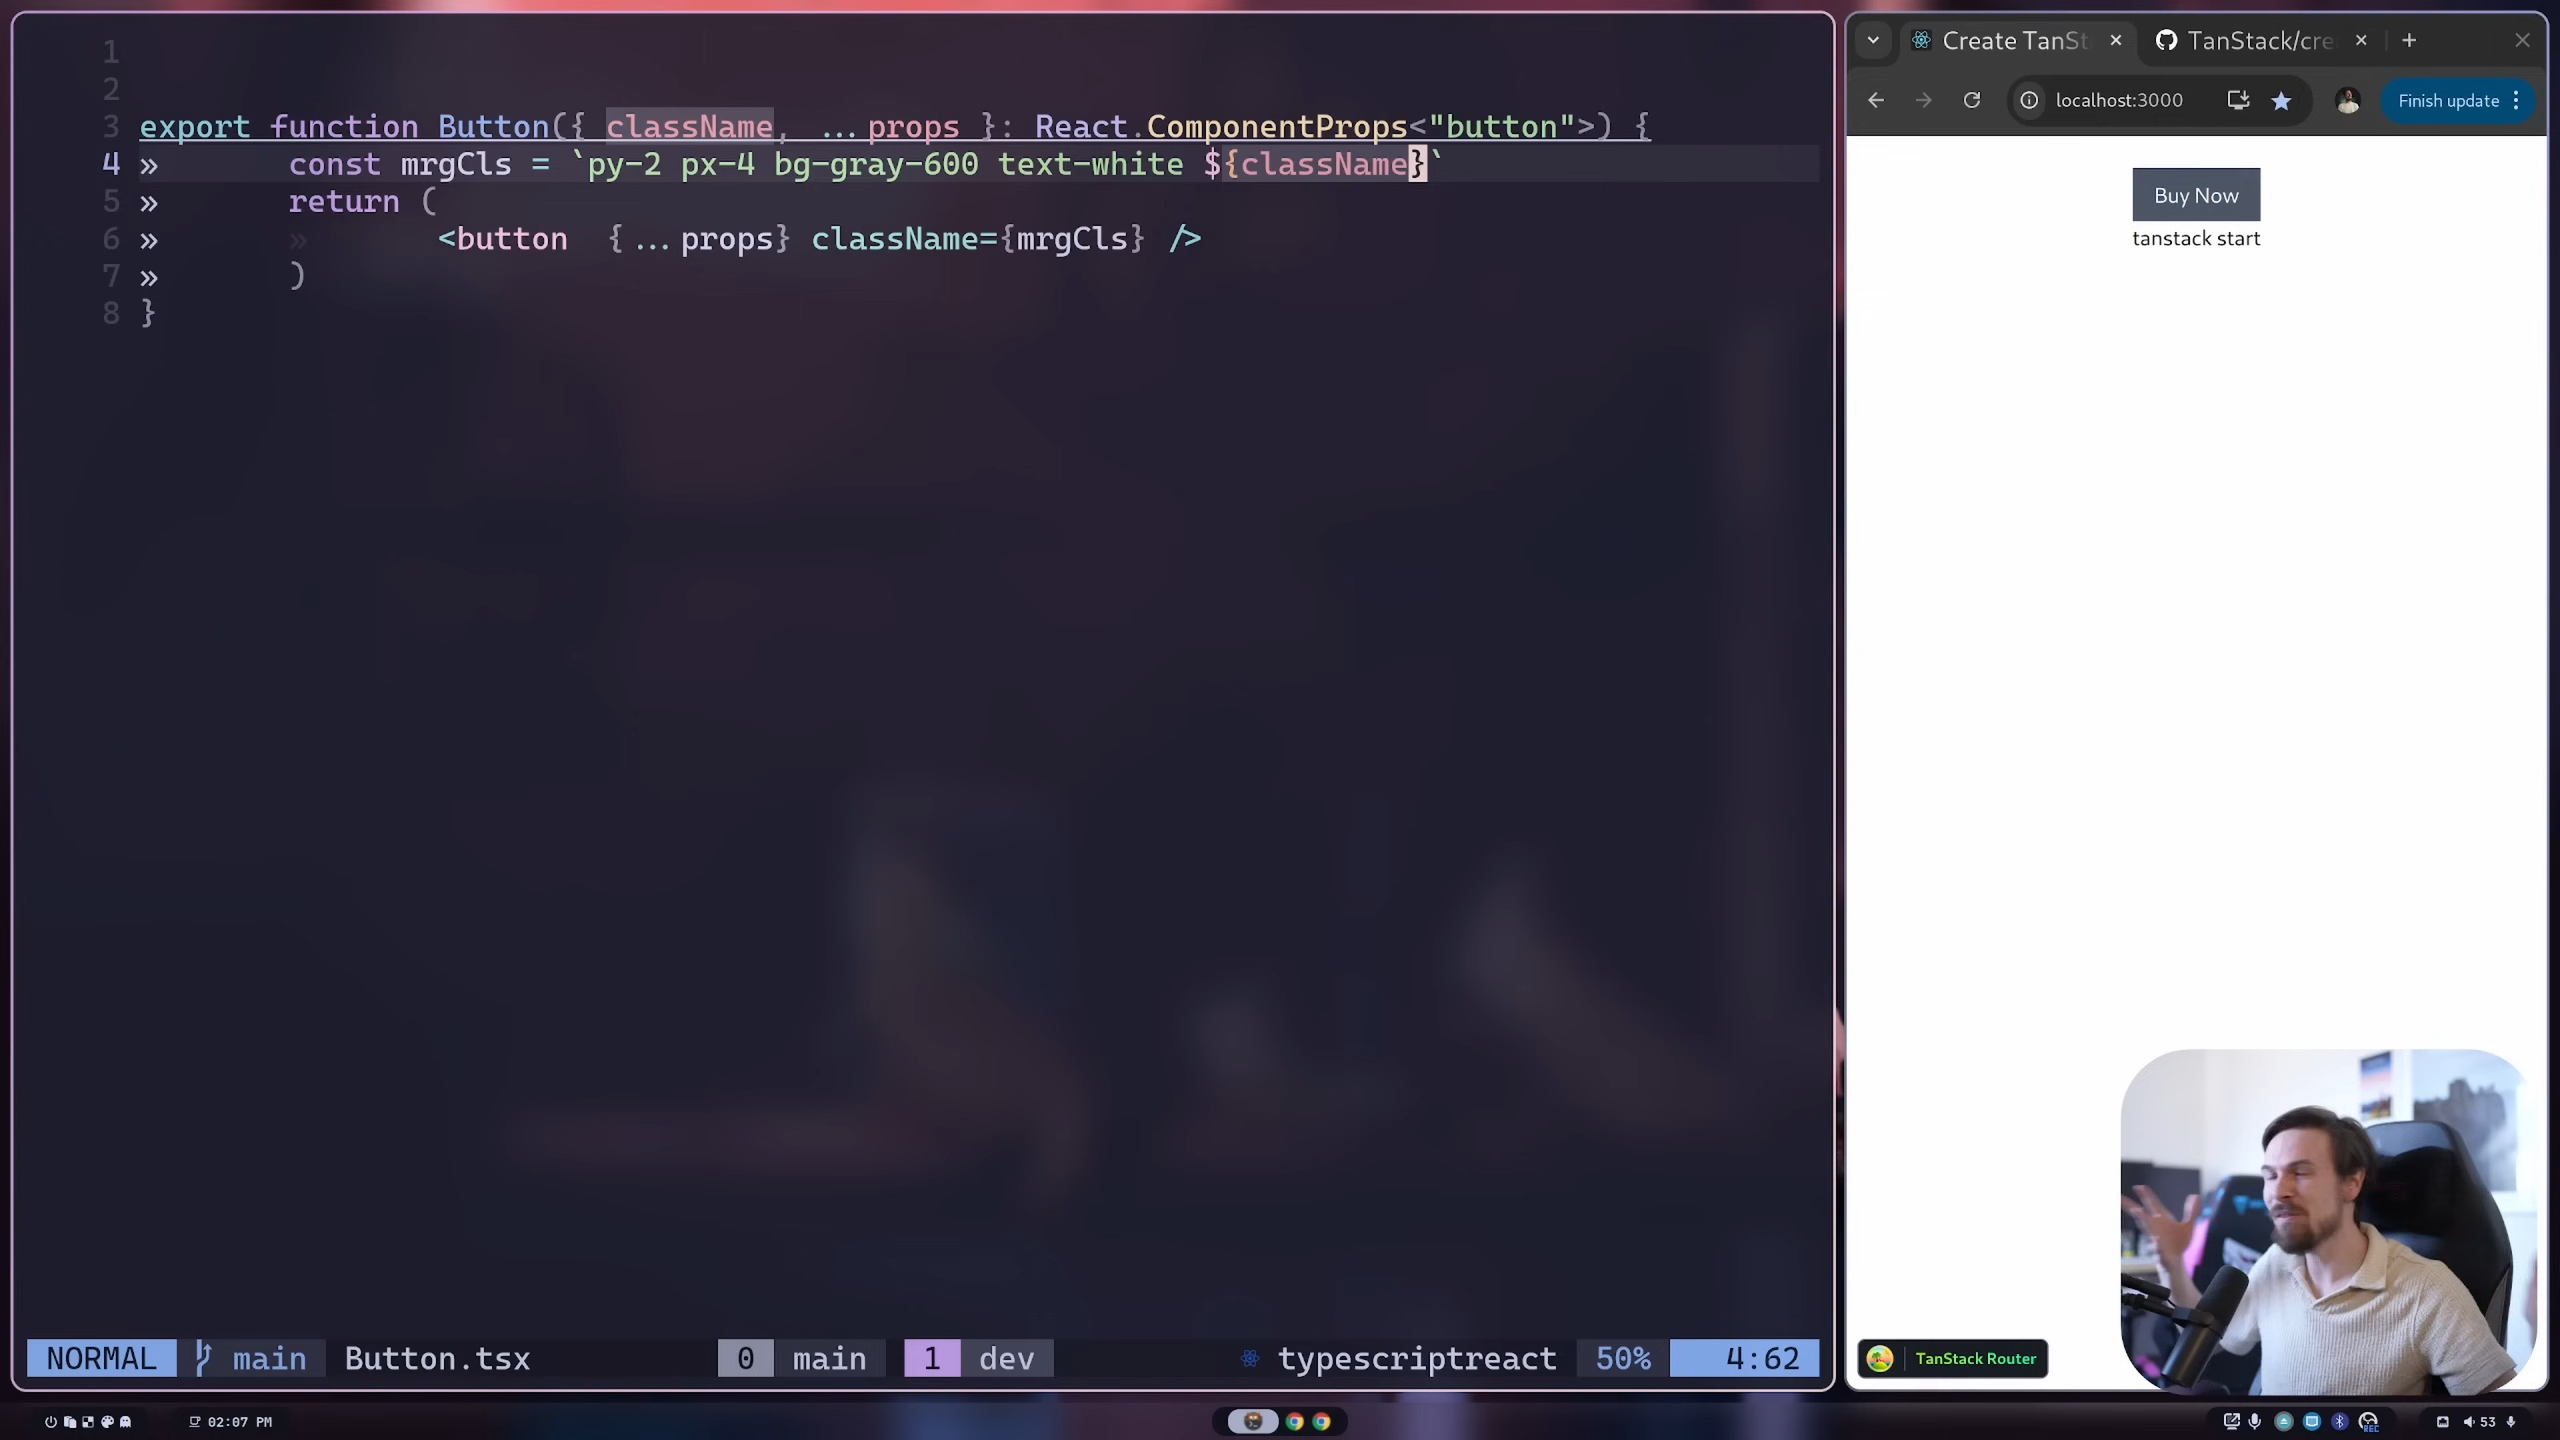 1
2
3 export function Button({ className, ...props }: React.ComponentProps<"button">) {
4 » const mrgCls = `py-2 px-4 bg-gray-600 text-white ${className}`
5 » return (
6 » » <button {...props} className={mrgCls} />
7 » )
8 }
NORMAL main Button.tsx 0 main 1 dev typescriptreact 50% 4:62
Create TanSt
TanStack/cre
localhost:3000
Finish update
Buy Now
tanstack start
TanStack Router
02:07 PM
REC
53